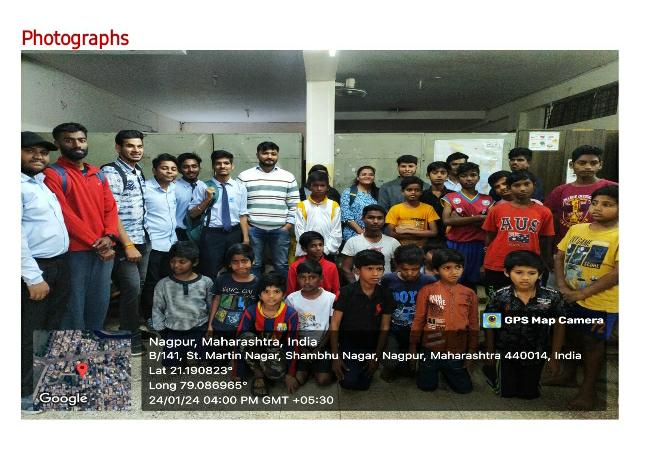 Photographs
AUS
BOY
RUN
GPS Map Camera
Nagpur, Maharashtra, India
B/141, St. Martin Nagar, Shambhu Nagar, Nagpur, Maharashtra 440014, India
Lat 21.190823°
Long 79.086965°
24/01/24 04:00 PM GMT +05:30
Google